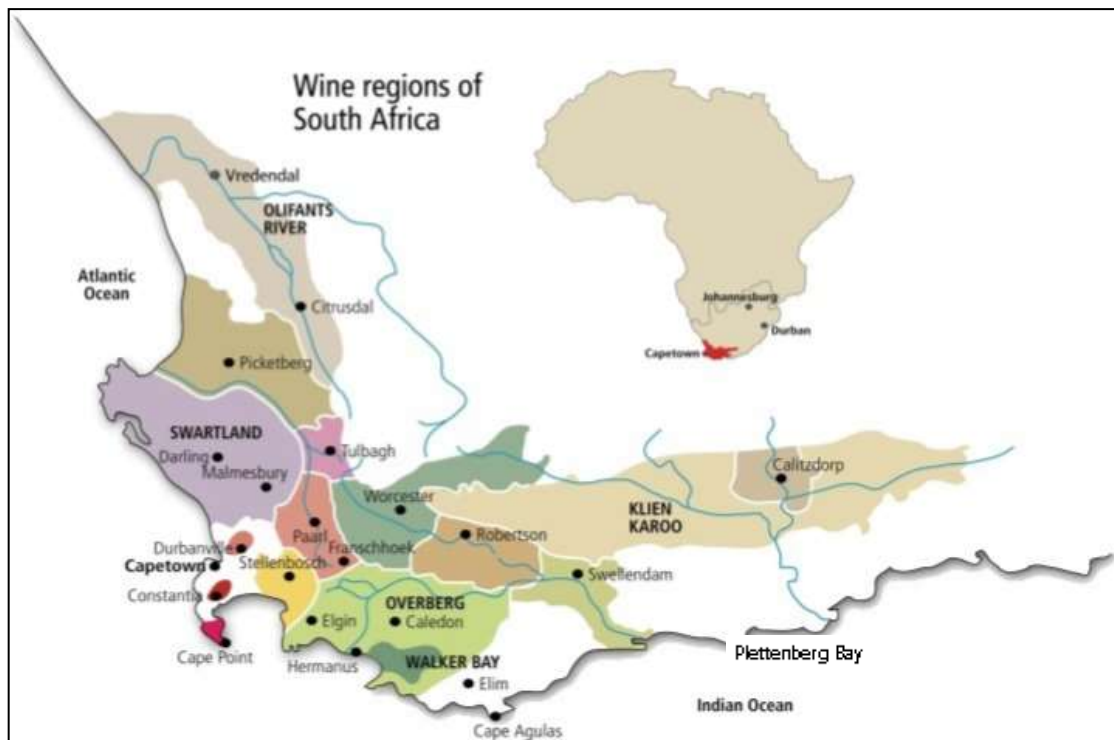 Wine regions of
South Africa
Vredendal
OLIFANTS
RIVER
Atlantic
Ocean
Citrusdal
Johannesburg
Durban
Capetown
Picketberg
SWARTLAND
Darling
Malmesbury
Tulbagh
Calitzdorp
Worcester
KLIEN
KAROO
Paarl
Robertson
Durbanville
Franschhoek
Capetown
Stellenbosch
Swellendam
Constantia
OVERBERG
Elgin
Caledon
Cape Point
Hermanus
WALKER BAY
Plettenberg Bay
Elim
Indian Ocean
Cape Agulas